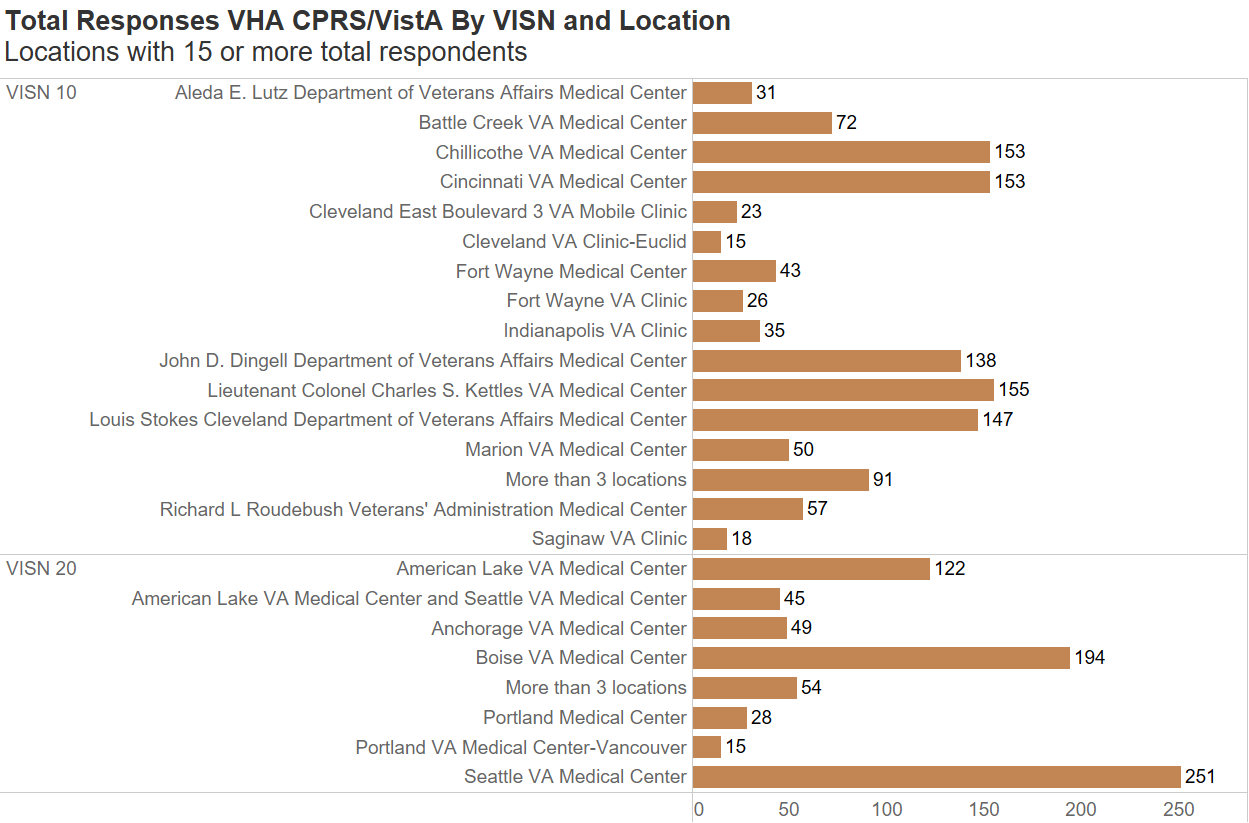 Total Responses VHA CPRS/VistA By VISN and Location
Locations with 15 or more total respondents
VISN 10 Aleda E. Lutz Department of Veterans Affairs Medical Center 31
Battle Creek VA Medical Center 72
Chillicothe VA Medical Center 153
Cincinnati VA Medical Center 153
Cleveland East Boulevard 3 VA Mobile Clinic 23
Cleveland VA Clinic-Euclid 15
Fort Wayne Medical Center 43
Fort Wayne VA Clinic 26
Indianapolis VA Clinic 35
John D. Dingell Department of Veterans Affairs Medical Center 138
Lieutenant Colonel Charles S. Kettles VA Medical Center 155
Louis Stokes Cleveland Department of Veterans Affairs Medical Center 147
Marion VA Medical Center 50
More than 3 locations 91
Richard L Roudebush Veterans' Administration Medical Center 57
Saginaw VA Clinic 18
VISN 20 American Lake VA Medical Center 122
American Lake VA Medical Center and Seattle VA Medical Center 45
Anchorage VA Medical Center 49
Boise VA Medical Center 194
More than 3 locations 54
Portland Medical Center 28
Portland VA Medical Center-Vancouver 15
Seattle VA Medical Center 251
0 50 100 150 200 250